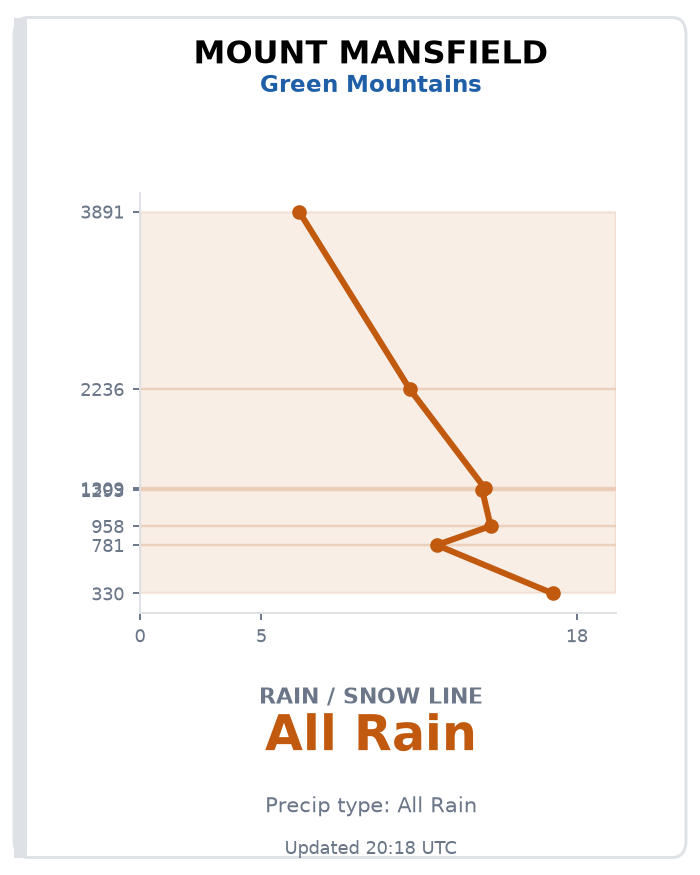 MOUNT MANSFIELD
Green Mountains
3891
2236
958
781
330
0 5 18
RAIN / SNOW LINE
All Rain
Precip type: All Rain
Updated 20:18 UTC